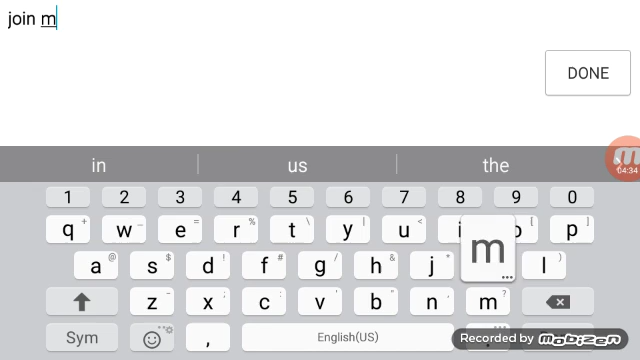 join m
DONE
in us the
04:34
1 2 3 4 5 6 7 8 9 0
q + w _ e = r % t \ y | u < i o [ p ]
a @ s $ d ! f # g / h & j * m l )
z - x ; c : v ' b " n , m ?
Sym , English(US)
Recorded by mobizen